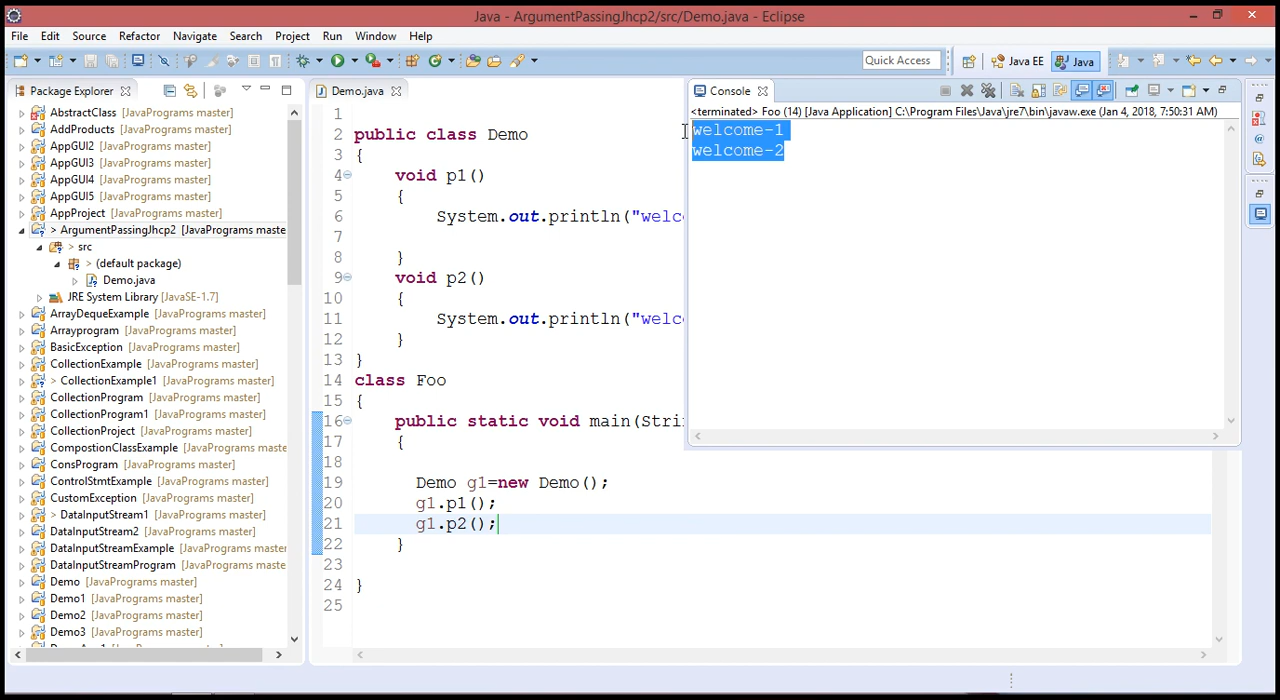 Java - ArgumentPassingJhcp2/src/Demo.java - Eclipse
File Edit Source Refactor Navigate Search Project Run Window Help
Quick Access
Java EE
Java
Package Explorer
AbstractClass [JavaPrograms master]
AddProducts [JavaPrograms master]
AppGUI2 [JavaPrograms master]
AppGUI3 [JavaPrograms master]
AppGUI4 [JavaPrograms master]
AppGUI5 [JavaPrograms master]
AppProject [JavaPrograms master]
> ArgumentPassingJhcp2 [JavaPrograms maste
> src
> (default package)
Demo.java
JRE System Library [JavaSE-1.7]
ArrayDequeExample [JavaPrograms master]
Arrayprogram [JavaPrograms master]
BasicException [JavaPrograms master]
CollectionExample [JavaPrograms master]
> CollectionExample1 [JavaPrograms master]
CollectionProgram [JavaPrograms master]
CollectionProgram1 [JavaPrograms master]
CollectionProject [JavaPrograms master]
CompostionClassExample [JavaPrograms maste
ConsProgram [JavaPrograms master]
ControlStmtExample [JavaPrograms master]
CustomException [JavaPrograms master]
> DataInputStream1 [JavaPrograms master]
DataInputStream2 [JavaPrograms master]
DataInputStreamExample [JavaPrograms master]
DataInputStreamProgram [JavaPrograms master]
Demo [JavaPrograms master]
Demo1 [JavaPrograms master]
Demo2 [JavaPrograms master]
Demo3 [JavaPrograms master]
Demo.java
1
2 public class Demo
3 {
4 void p1()
5 {
6 System.out.println("welc
7
8 }
9 void p2()
10 {
11 System.out.println("welc
12 }
13 }
14 class Foo
15 {
16 public static void main(Strin
17 {
18
19 Demo g1=new Demo();
20 g1.p1();
21 g1.p2();
22 }
23
24 }
25
Console
<terminated> Foo (14) [Java Application] C:\Program Files\Java\jre7\bin\javaw.exe (Jan 4, 2018, 7:50:31 AM)
welcome-1
welcome-2